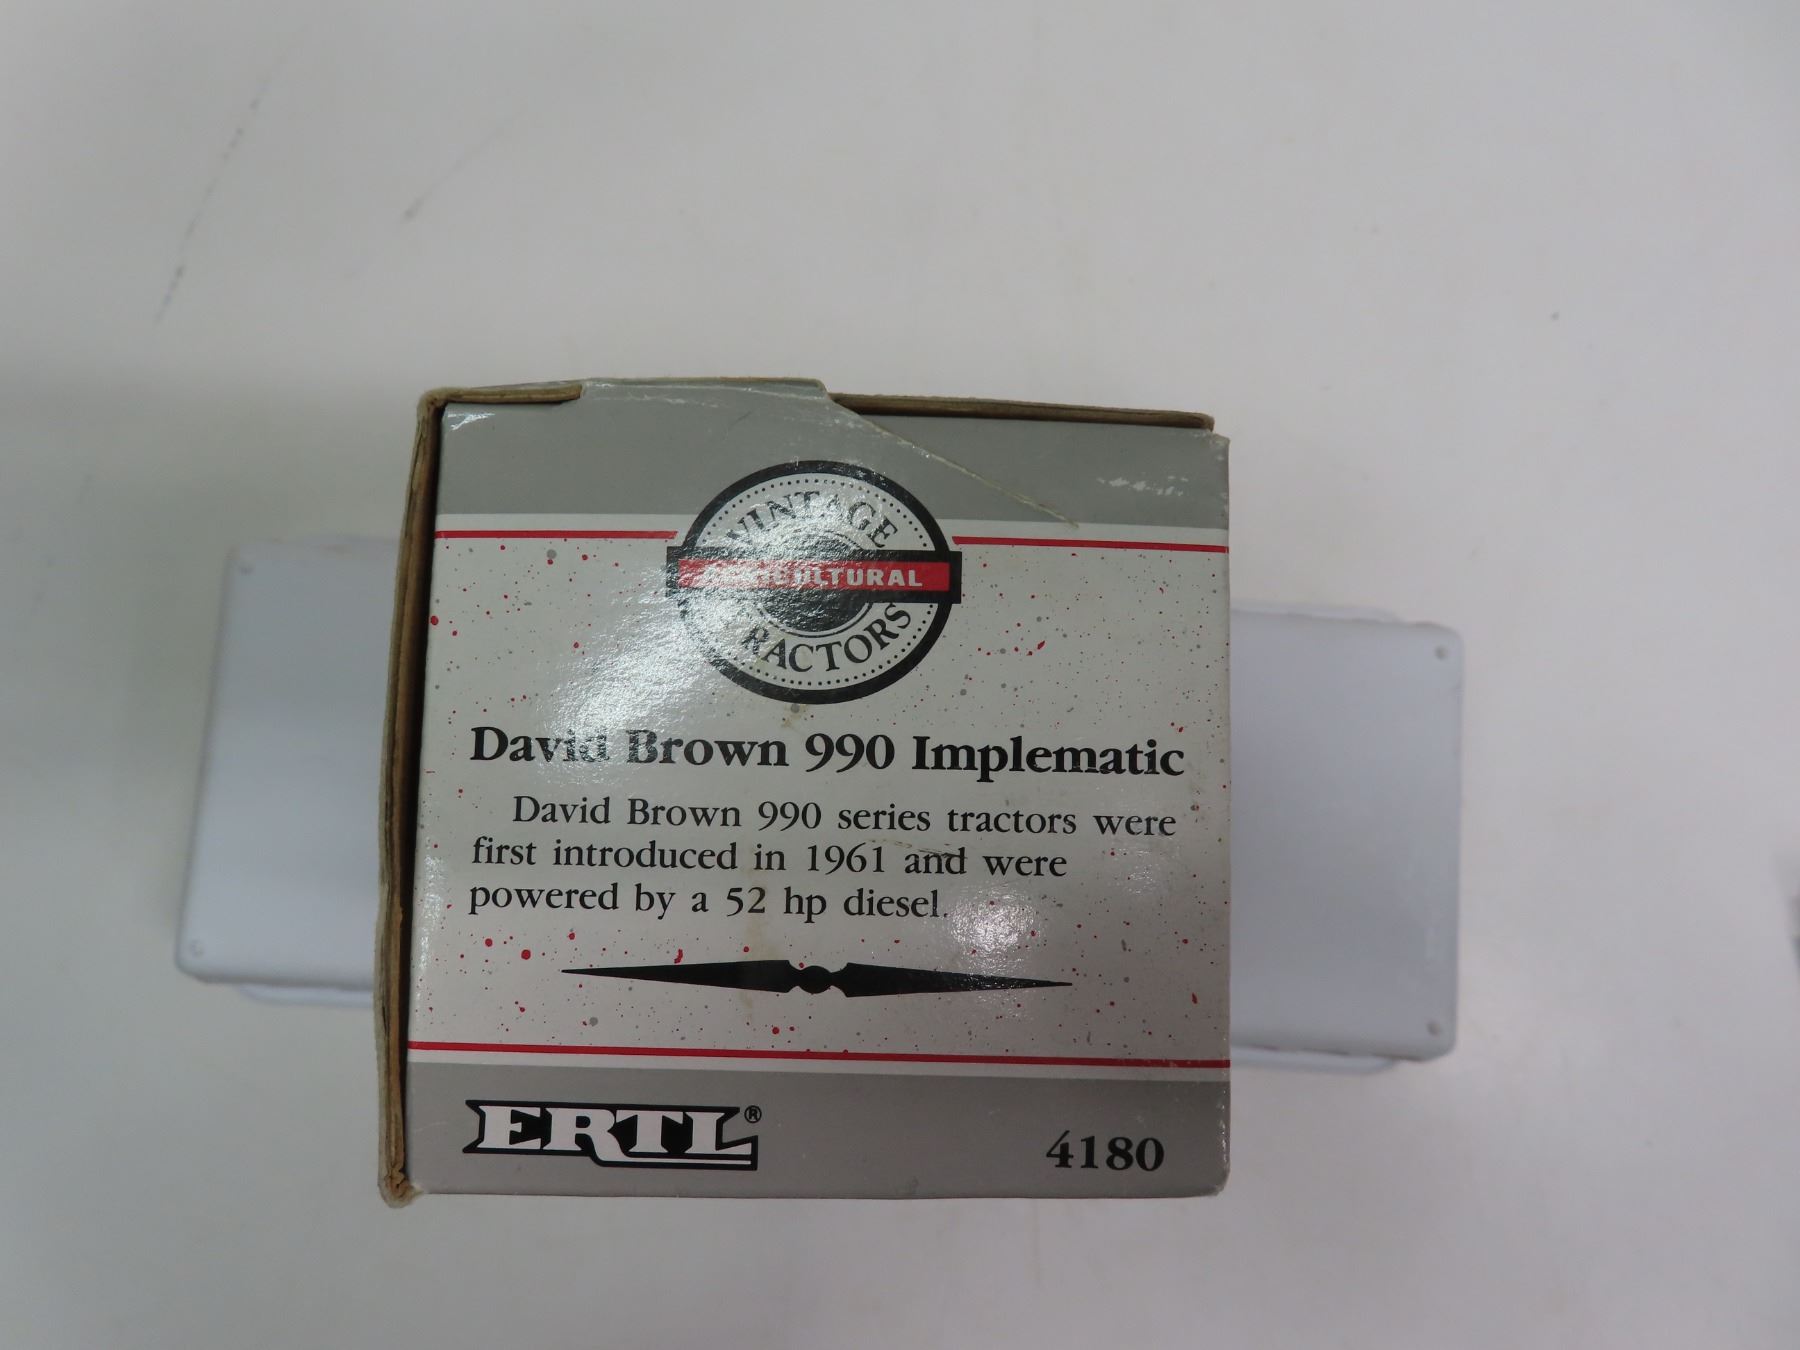 VINTAGE
AGRICULTURAL
TRACTORS
David Brown 990 Implematic
David Brown 990 series tractors were
first introduced in 1961 and were
powered by a 52 hp diesel.
ERTL®
4180